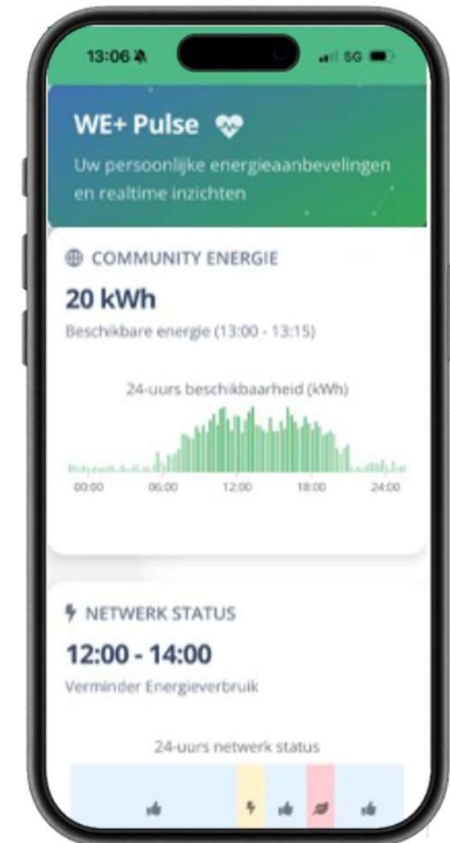 13:06
5G
WE+ Pulse
Uw persoonlijke energieaanbevelingen
en realtime inzichten
COMMUNITY ENERGIE
20 kWh
Beschikbare energie (13:00 - 13:15)
24-uurs beschikbaarheid (kWh)
00:00 06:00 12:00 18:00 24:00
NETWERK STATUS
12:00 - 14:00
Verminder Energieverbruik
24-uurs netwerk status